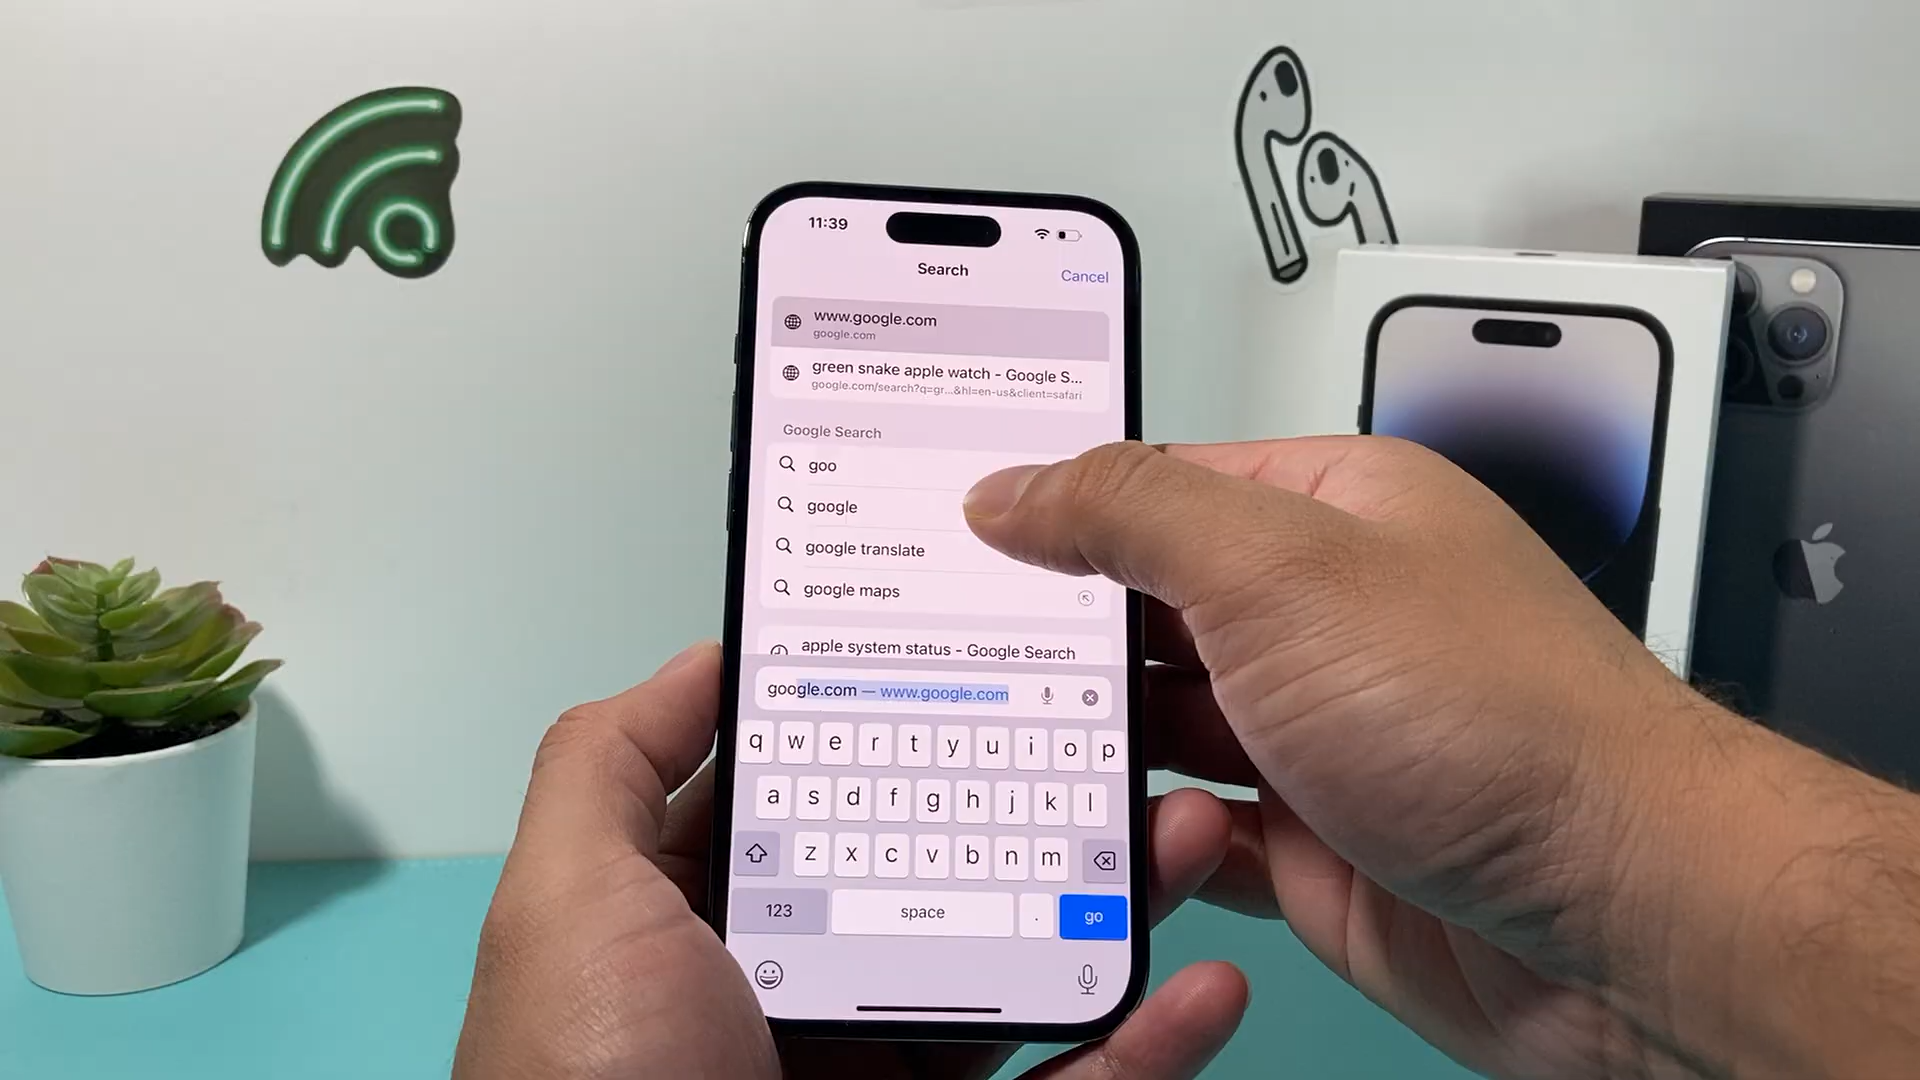 11:39
Search
Cancel
www.google.com
google.com
green snake apple watch - Google S...
google.com/search?q=gr...&hl=en-us&client=safari
Google Search
goo
google
google translate
google maps
apple system status - Google Search
google.com — www.google.com
q w e r t y u i o p
a s d f g h j k l
z x c v b n m
123
space
.
go